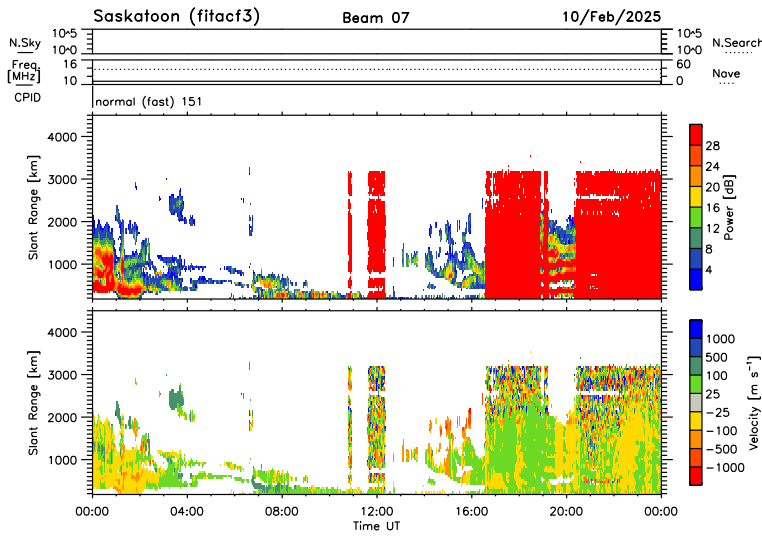 Saskatoon (fitacf3) Beam 07 10/Feb/2025
N.Sky 10^5 10^0 10^5 10^0 N.Search
Freq. [MHz] 16 10 60 0 Nave
CPID normal (fast) 151
Slant Range [km] 4000 3000 2000 1000
28 24 20 16 12 8 4 Power [dB]
Slant Range [km] 4000 3000 2000 1000
1000 500 100 25 -25 -100 -500 -1000 Velocity [m s⁻¹]
00:00 04:00 08:00 12:00 16:00 20:00 00:00
Time UT